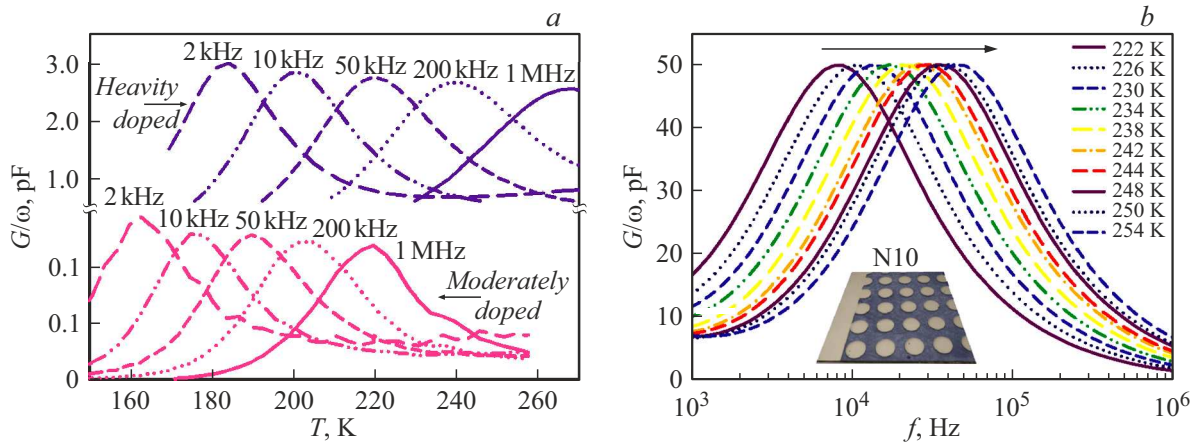 a
2 kHz
10 kHz
50 kHz
200 kHz
1 MHz
3.0
2.0
1.0
Heavity
doped
2 kHz
10 kHz
50 kHz
200 kHz
1 MHz
0.1
0.1
0
Moderately
doped
G/ω, pF
160
180
200
220
240
260
T, K
b
50
40
30
20
10
0
G/ω, pF
222 K
226 K
230 K
234 K
238 K
242 K
244 K
248 K
250 K
254 K
N10
10³
10⁴
10⁵
10⁶
f, Hz